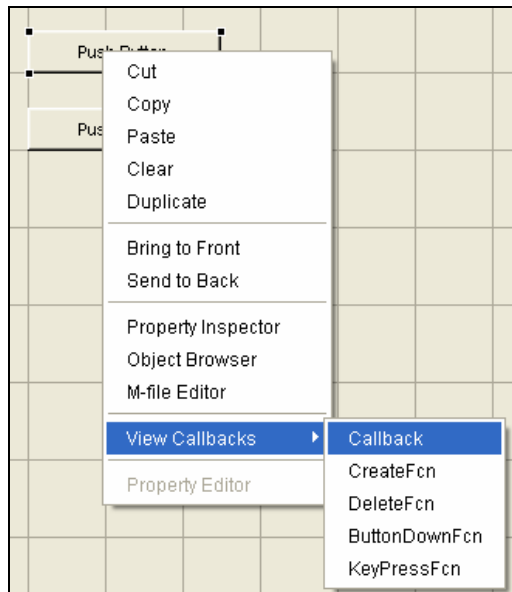 Push Button
Cut
Copy
Pus
Paste
Clear
Duplicate
Bring to Front
Send to Back
Property Inspector
Object Browser
M-file Editor
View Callbacks
Callback
CreateFcn
Property Editor
DeleteFcn
ButtonDownFcn
KeyPressFcn